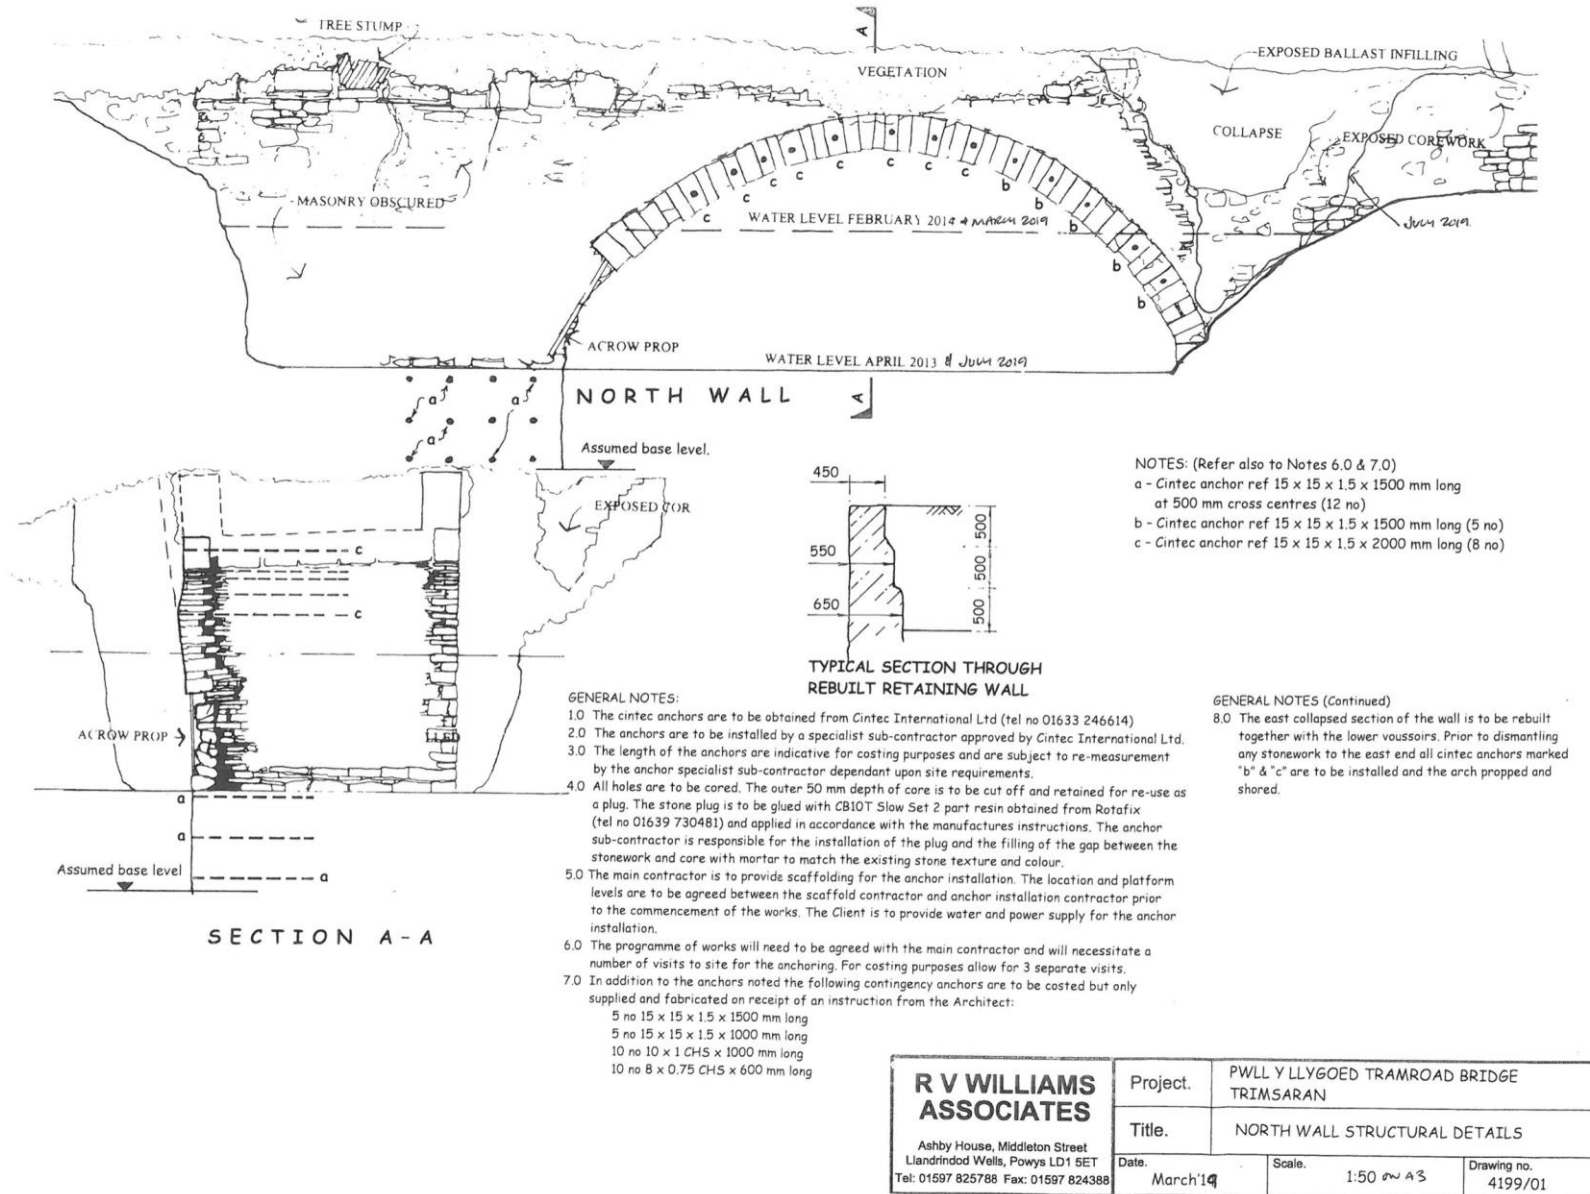 TREE STUMP
A
VEGETATION
EXPOSED BALLAST INFILLING
COLLAPSE
EXPOSED COREWORK
MASONRY OBSCURED
c
c
c
c
c
c
c
c
b
b
b
b
b
WATER LEVEL FEBRUARY 2014 & MARCH 2019
JULY 2019.
ACROW PROP
WATER LEVEL APRIL 2013 & JULY 2019
NORTH WALL
A
a
a
a
a
Assumed base level.
EXPOSED COR
c
c
ACROW PROP
a
a
a
Assumed base level
SECTION A-A
450
550
650
500
500
500
TYPICAL SECTION THROUGH
REBUILT RETAINING WALL
NOTES: (Refer also to Notes 6.0 & 7.0)
a - Cintec anchor ref 15 x 15 x 1.5 x 1500 mm long
at 500 mm cross centres (12 no)
b - Cintec anchor ref 15 x 15 x 1.5 x 1500 mm long (5 no)
c - Cintec anchor ref 15 x 15 x 1.5 x 2000 mm long (8 no)
GENERAL NOTES:
1.0 The cintec anchors are to be obtained from Cintec International Ltd (tel no 01633 246614)
2.0 The anchors are to be installed by a specialist sub-contractor approved by Cintec International Ltd.
3.0 The length of the anchors are indicative for costing purposes and are subject to re-measurement
by the anchor specialist sub-contractor dependant upon site requirements.
4.0 All holes are to be cored. The outer 50 mm depth of core is to be cut off and retained for re-use as
a plug. The stone plug is to be glued with CB10T Slow Set 2 part resin obtained from Rotafix
(tel no 01639 730481) and applied in accordance with the manufactures instructions. The anchor
sub-contractor is responsible for the installation of the plug and the filling of the gap between the
stonework and core with mortar to match the existing stone texture and colour.
5.0 The main contractor is to provide scaffolding for the anchor installation. The location and platform
levels are to be agreed between the scaffold contractor and anchor installation contractor prior
to the commencement of the works. The Client is to provide water and power supply for the anchor
installation.
6.0 The programme of works will need to be agreed with the main contractor and will necessitate a
number of visits to site for the anchoring. For costing purposes allow for 3 separate visits.
7.0 In addition to the anchors noted the following contingency anchors are to be costed but only
supplied and fabricated on receipt of an instruction from the Architect:
5 no 15 x 15 x 1.5 x 1500 mm long
5 no 15 x 15 x 1.5 x 1000 mm long
10 no 10 x 1 CHS x 1000 mm long
10 no 8 x 0.75 CHS x 600 mm long
GENERAL NOTES (Continued)
8.0 The east collapsed section of the wall is to be rebuilt
together with the lower voussoirs. Prior to dismantling
any stonework to the east end all cintec anchors marked
"b" & "c" are to be installed and the arch propped and
shored.
R V WILLIAMS
ASSOCIATES
Ashby House, Middleton Street
Llandrindod Wells, Powys LD1 5ET
Tel: 01597 825788 Fax: 01597 824388
Project. PWLL Y LLYGOED TRAMROAD BRIDGE
TRIMSARAN
Title. NORTH WALL STRUCTURAL DETAILS
Date. March'19
Scale. 1:50 on A3
Drawing no. 4199/01